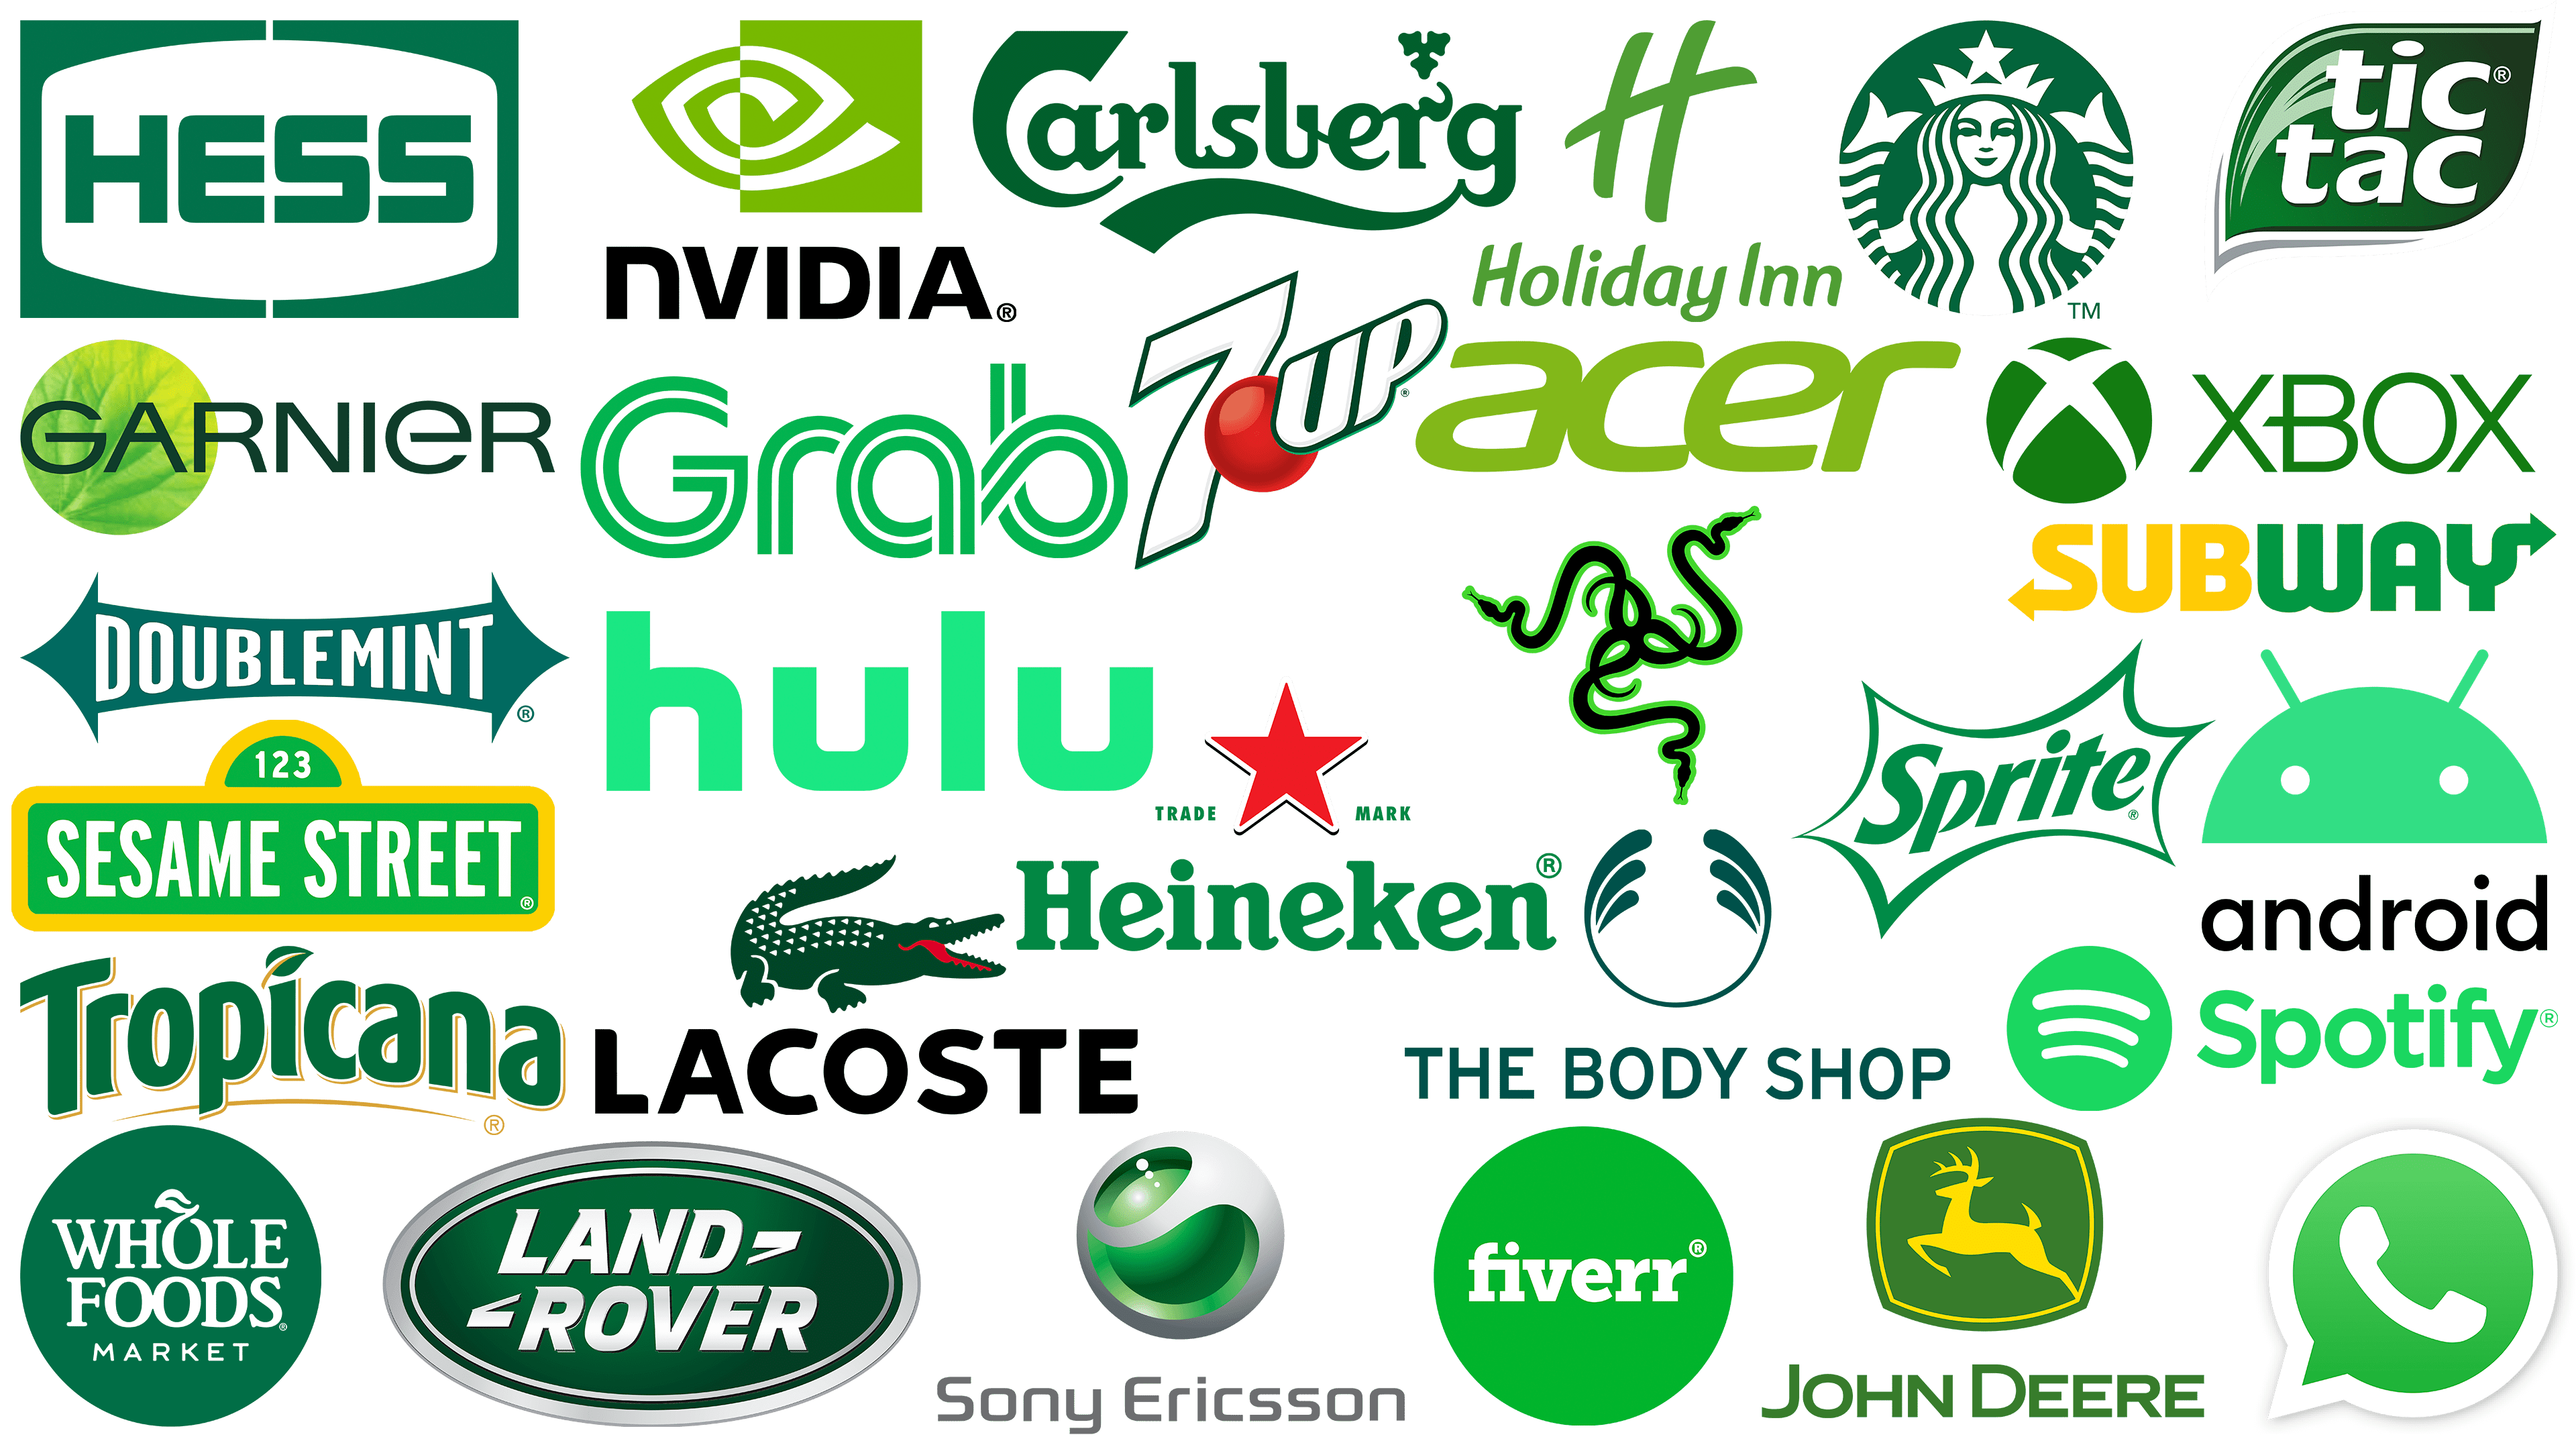 HESS
nVIDIA®
Carlsberg
Holiday Inn
TM
tic®
tac
GARNIeR
Grab
7UP®
acer
XBOX
SUBWAY
DOUBLEMINT®
hulu
123
SESAME STREET®
TRADE MARK
Heineken®
Sprite®
android
Tropicana®
LACOSTE
THE BODY SHOP
Spotify®
WHOLE
FOODS®
MARKET
LAND
ROVER
Sony Ericsson
fiverr®
JOHN DEERE